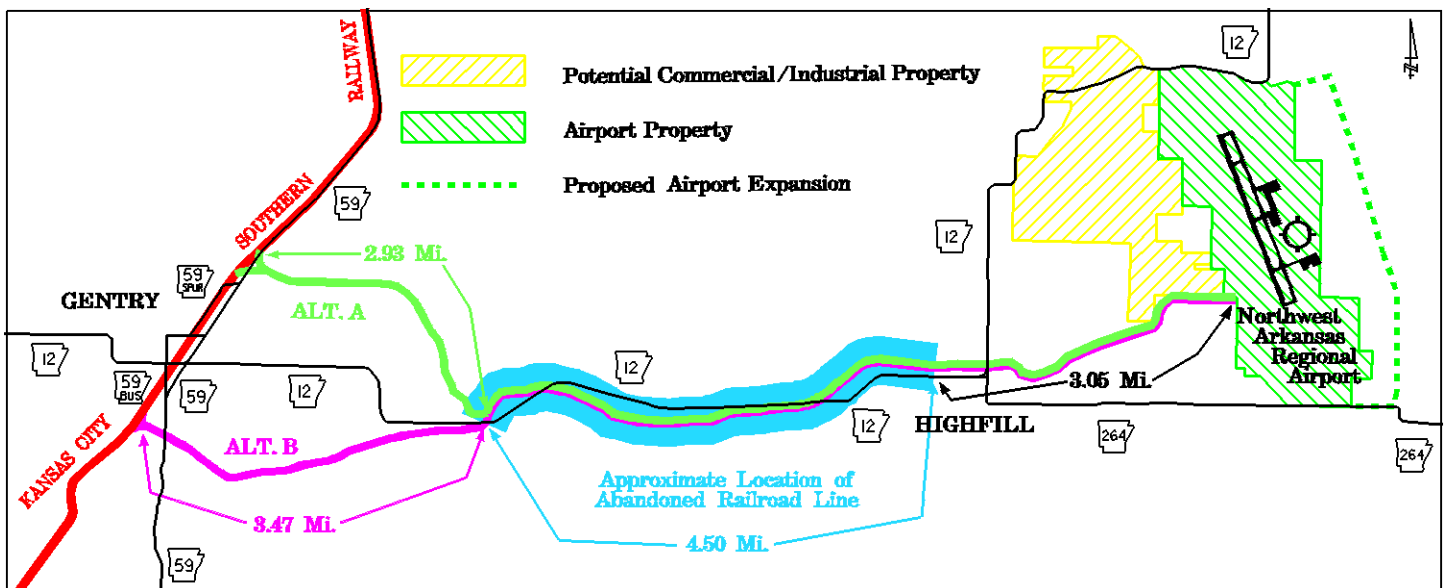 RAILWAY
SOUTHERN
KANSAS CITY
Potential Commercial/Industrial Property
Airport Property
Proposed Airport Expansion
12
N
59
2.93 Mi.
12
59
SPUR
GENTRY
ALT. A
Northwest
Arkansas
Regional
Airport
12
59
BUS
59
12
12
3.05 Mi.
12
HIGHFILL
264
264
ALT. B
Approximate Location of
Abandoned Railroad Line
3.47 Mi.
4.50 Mi.
59